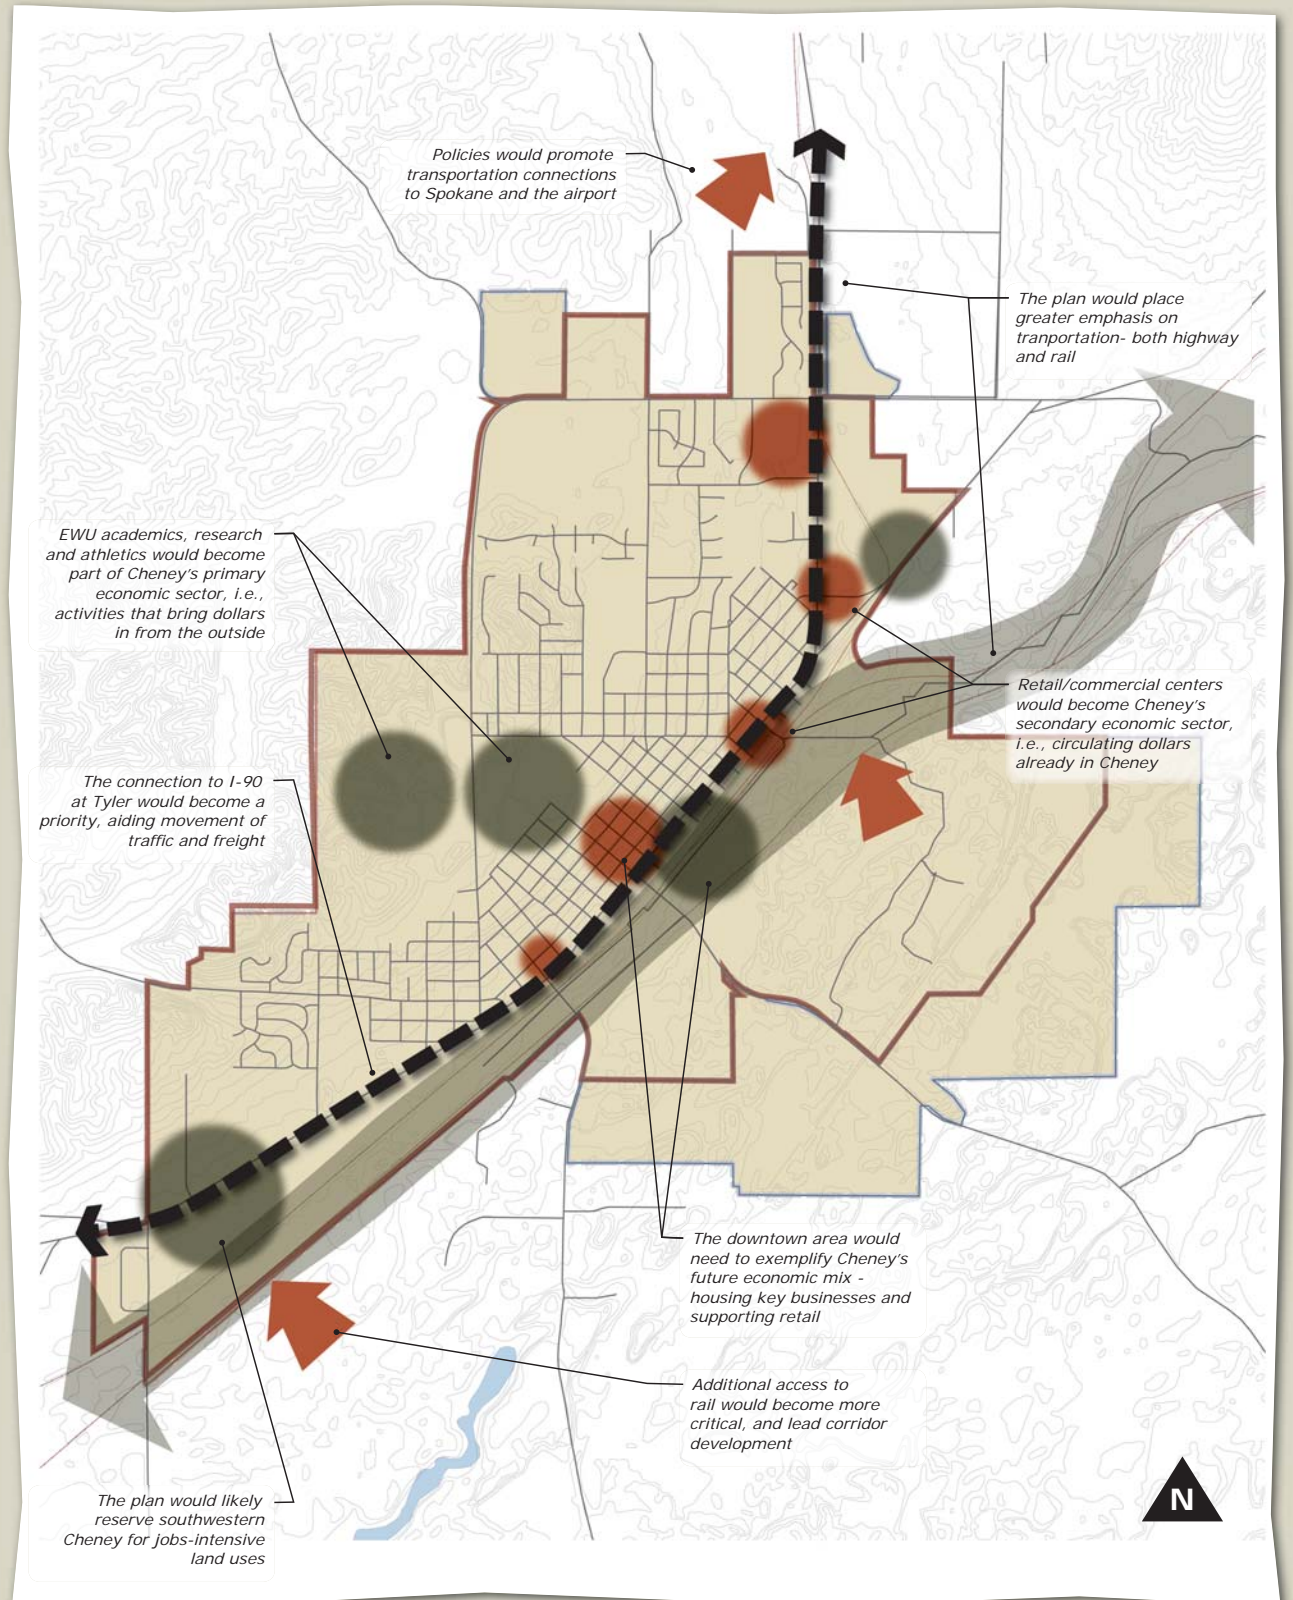 Policies would promote
transportation connections
to Spokane and the airport
The plan would place
greater emphasis on
tranportation- both highway
and rail
EWU academics, research
and athletics would become
part of Cheney's primary
economic sector, i.e.,
activities that bring dollars
in from the outside
Retail/commercial centers
would become Cheney's
secondary economic sector,
i.e., circulating dollars
already in Cheney
The connection to I-90
at Tyler would become a
priority, aiding movement of
traffic and freight
The downtown area would
need to exemplify Cheney's
future economic mix -
housing key businesses and
supporting retail
Additional access to
rail would become more
critical, and lead corridor
development
The plan would likely
reserve southwestern
Cheney for jobs-intensive
land uses
N